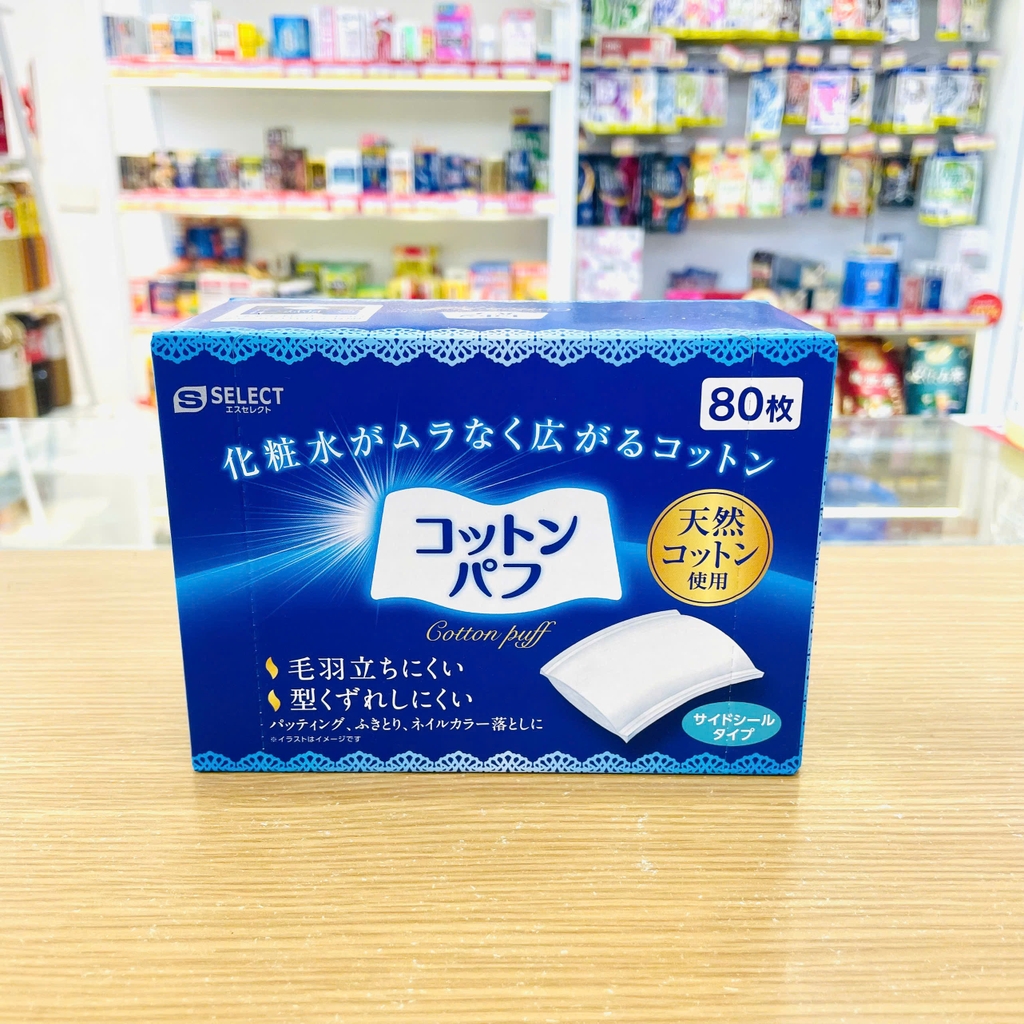 S SELECT
エスセレクト
80枚
化粧水がムラなく広がるコットン
コットン
パフ
Cotton puff
天然
コットン
使用
毛羽立ちにくい
型くずれしにくい
パッティング、ふきとり、ネイルカラー落としに
※イラストはイメージです
サイドシール
タイプ